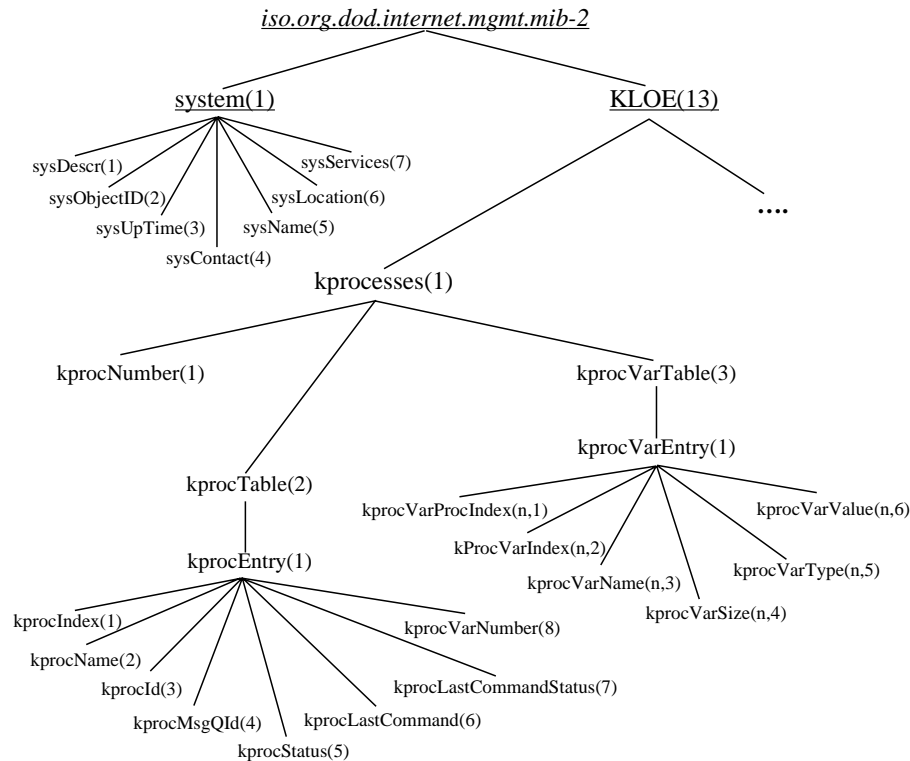 iso.org.dod.internet.mgmt.mib-2
system(1)
KLOE(13)
sysDescr(1)
sysServices(7)
sysObjectID(2)
sysLocation(6)
sysUpTime(3)
sysName(5)
sysContact(4)
....
kprocesses(1)
kprocNumber(1)
kprocVarTable(3)
kprocVarEntry(1)
kprocTable(2)
kprocVarProcIndex(n,1)
kprocVarValue(n,6)
kProcVarIndex(n,2)
kprocVarType(n,5)
kprocVarName(n,3)
kprocVarSize(n,4)
kprocEntry(1)
kprocIndex(1)
kprocVarNumber(8)
kprocName(2)
kprocId(3)
kprocLastCommandStatus(7)
kprocMsgQId(4)
kprocLastCommand(6)
kprocStatus(5)